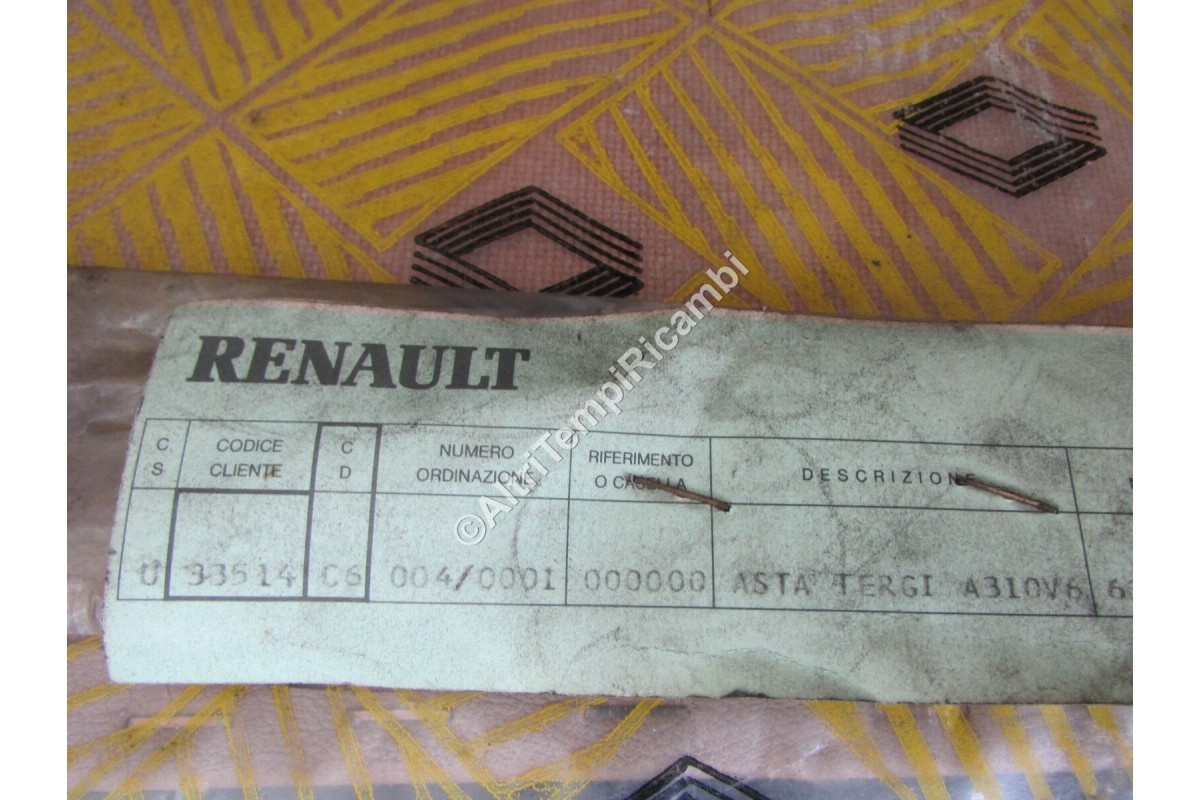 RENAULT
C S
CODICE CLIENTE
C D
NUMERO ORDINAZIONE
RIFERIMENTO O CASELLA
DESCRIZIONE
U 33514 C6 004/0001 000000 ASTA TERGI A310V6
©AltriTempiRicambi